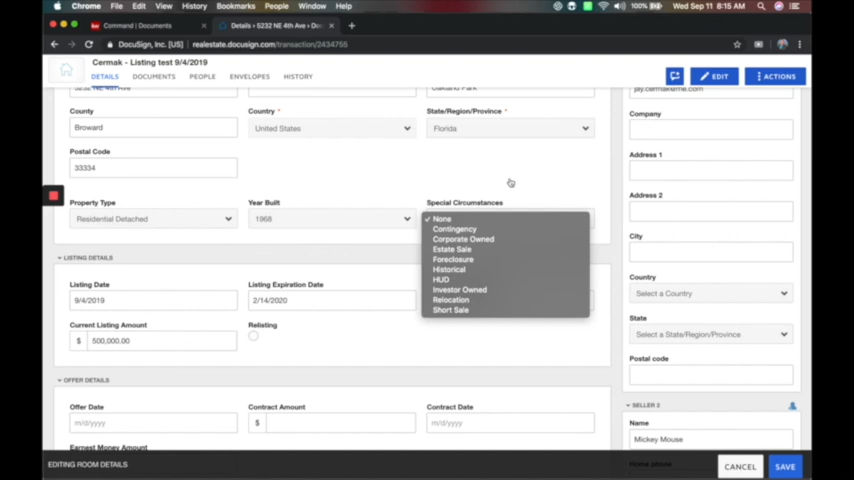 Chrome File Edit View History Bookmarks People Window Help 100% Wed Sep 11 8:15 AM
Command | Documents
Details › 5232 NE 4th Ave › Doc
DocuSign, Inc. [US] realestate.docusign.com/transaction/2434755
Cermak - Listing test 9/4/2019
DETAILS DOCUMENTS PEOPLE ENVELOPES HISTORY
EDIT
ACTIONS
5232 NE 4th Ave
Oakland Park
County
Country *
State/Region/Province *
Broward
United States
Florida
Postal Code
33334
Property Type
Year Built
Special Circumstances
Residential Detached
1968
None
Contingency
Corporate Owned
Estate Sale
Foreclosure
Historical
HUD
Investor Owned
Relocation
Short Sale
LISTING DETAILS
Listing Date
Listing Expiration Date
9/4/2019
2/14/2020
Current Listing Amount
Relisting
$ 500,000.00
OFFER DETAILS
Offer Date
Contract Amount
Contract Date
m/d/yyyy
$
m/d/yyyy
Earnest Money Amount
Company
Address 1
Address 2
City
Country
Select a Country
State
Select a State/Region/Province
Postal code
SELLER 2
Name
Mickey Mouse
Home phone
EDITING ROOM DETAILS
CANCEL
SAVE